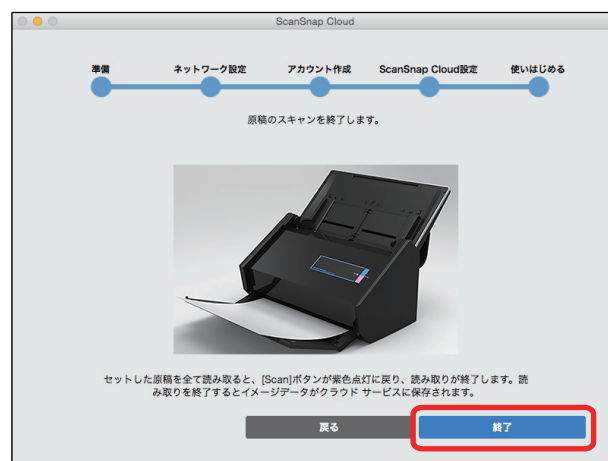 ScanSnap Cloud
準備 ネットワーク設定 アカウント作成 ScanSnap Cloud設定 使いはじめる
原稿のスキャンを終了します。
セットした原稿を全て読み取ると、[Scan]ボタンが紫色点灯に戻り、読み取りが終了します。読
み取りを終了するとイメージデータがクラウド サービスに保存されます。
戻る 終了